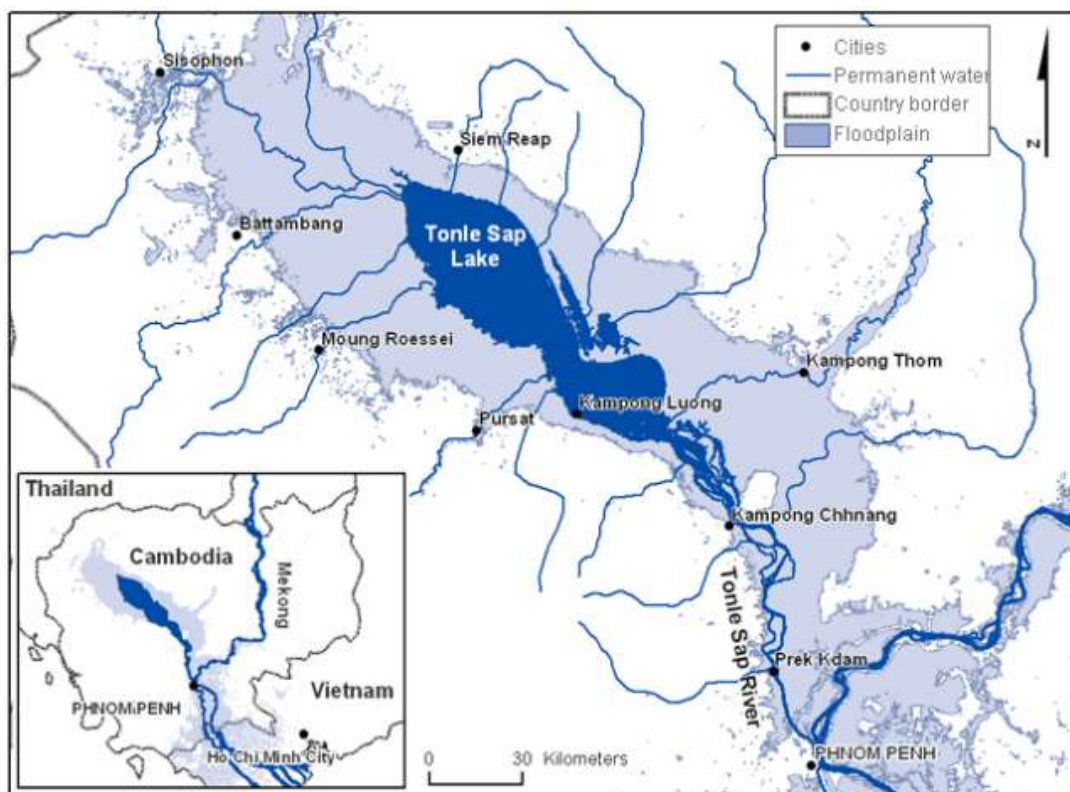 Sisophon
Cities
Permanent water
Country border
Floodplain
N
Siem Reap
Battambang
Tonle Sap
Lake
Moung Roessei
Kampong Thom
Kampong Luong
Pursat
Kampong Chhnang
Tonle Sap River
Prek Kdam
PHNOM PENH
0 30 Kilometers
Thailand
Cambodia
Mekong
Vietnam
PHNOM PENH
Ho Chi Minh City